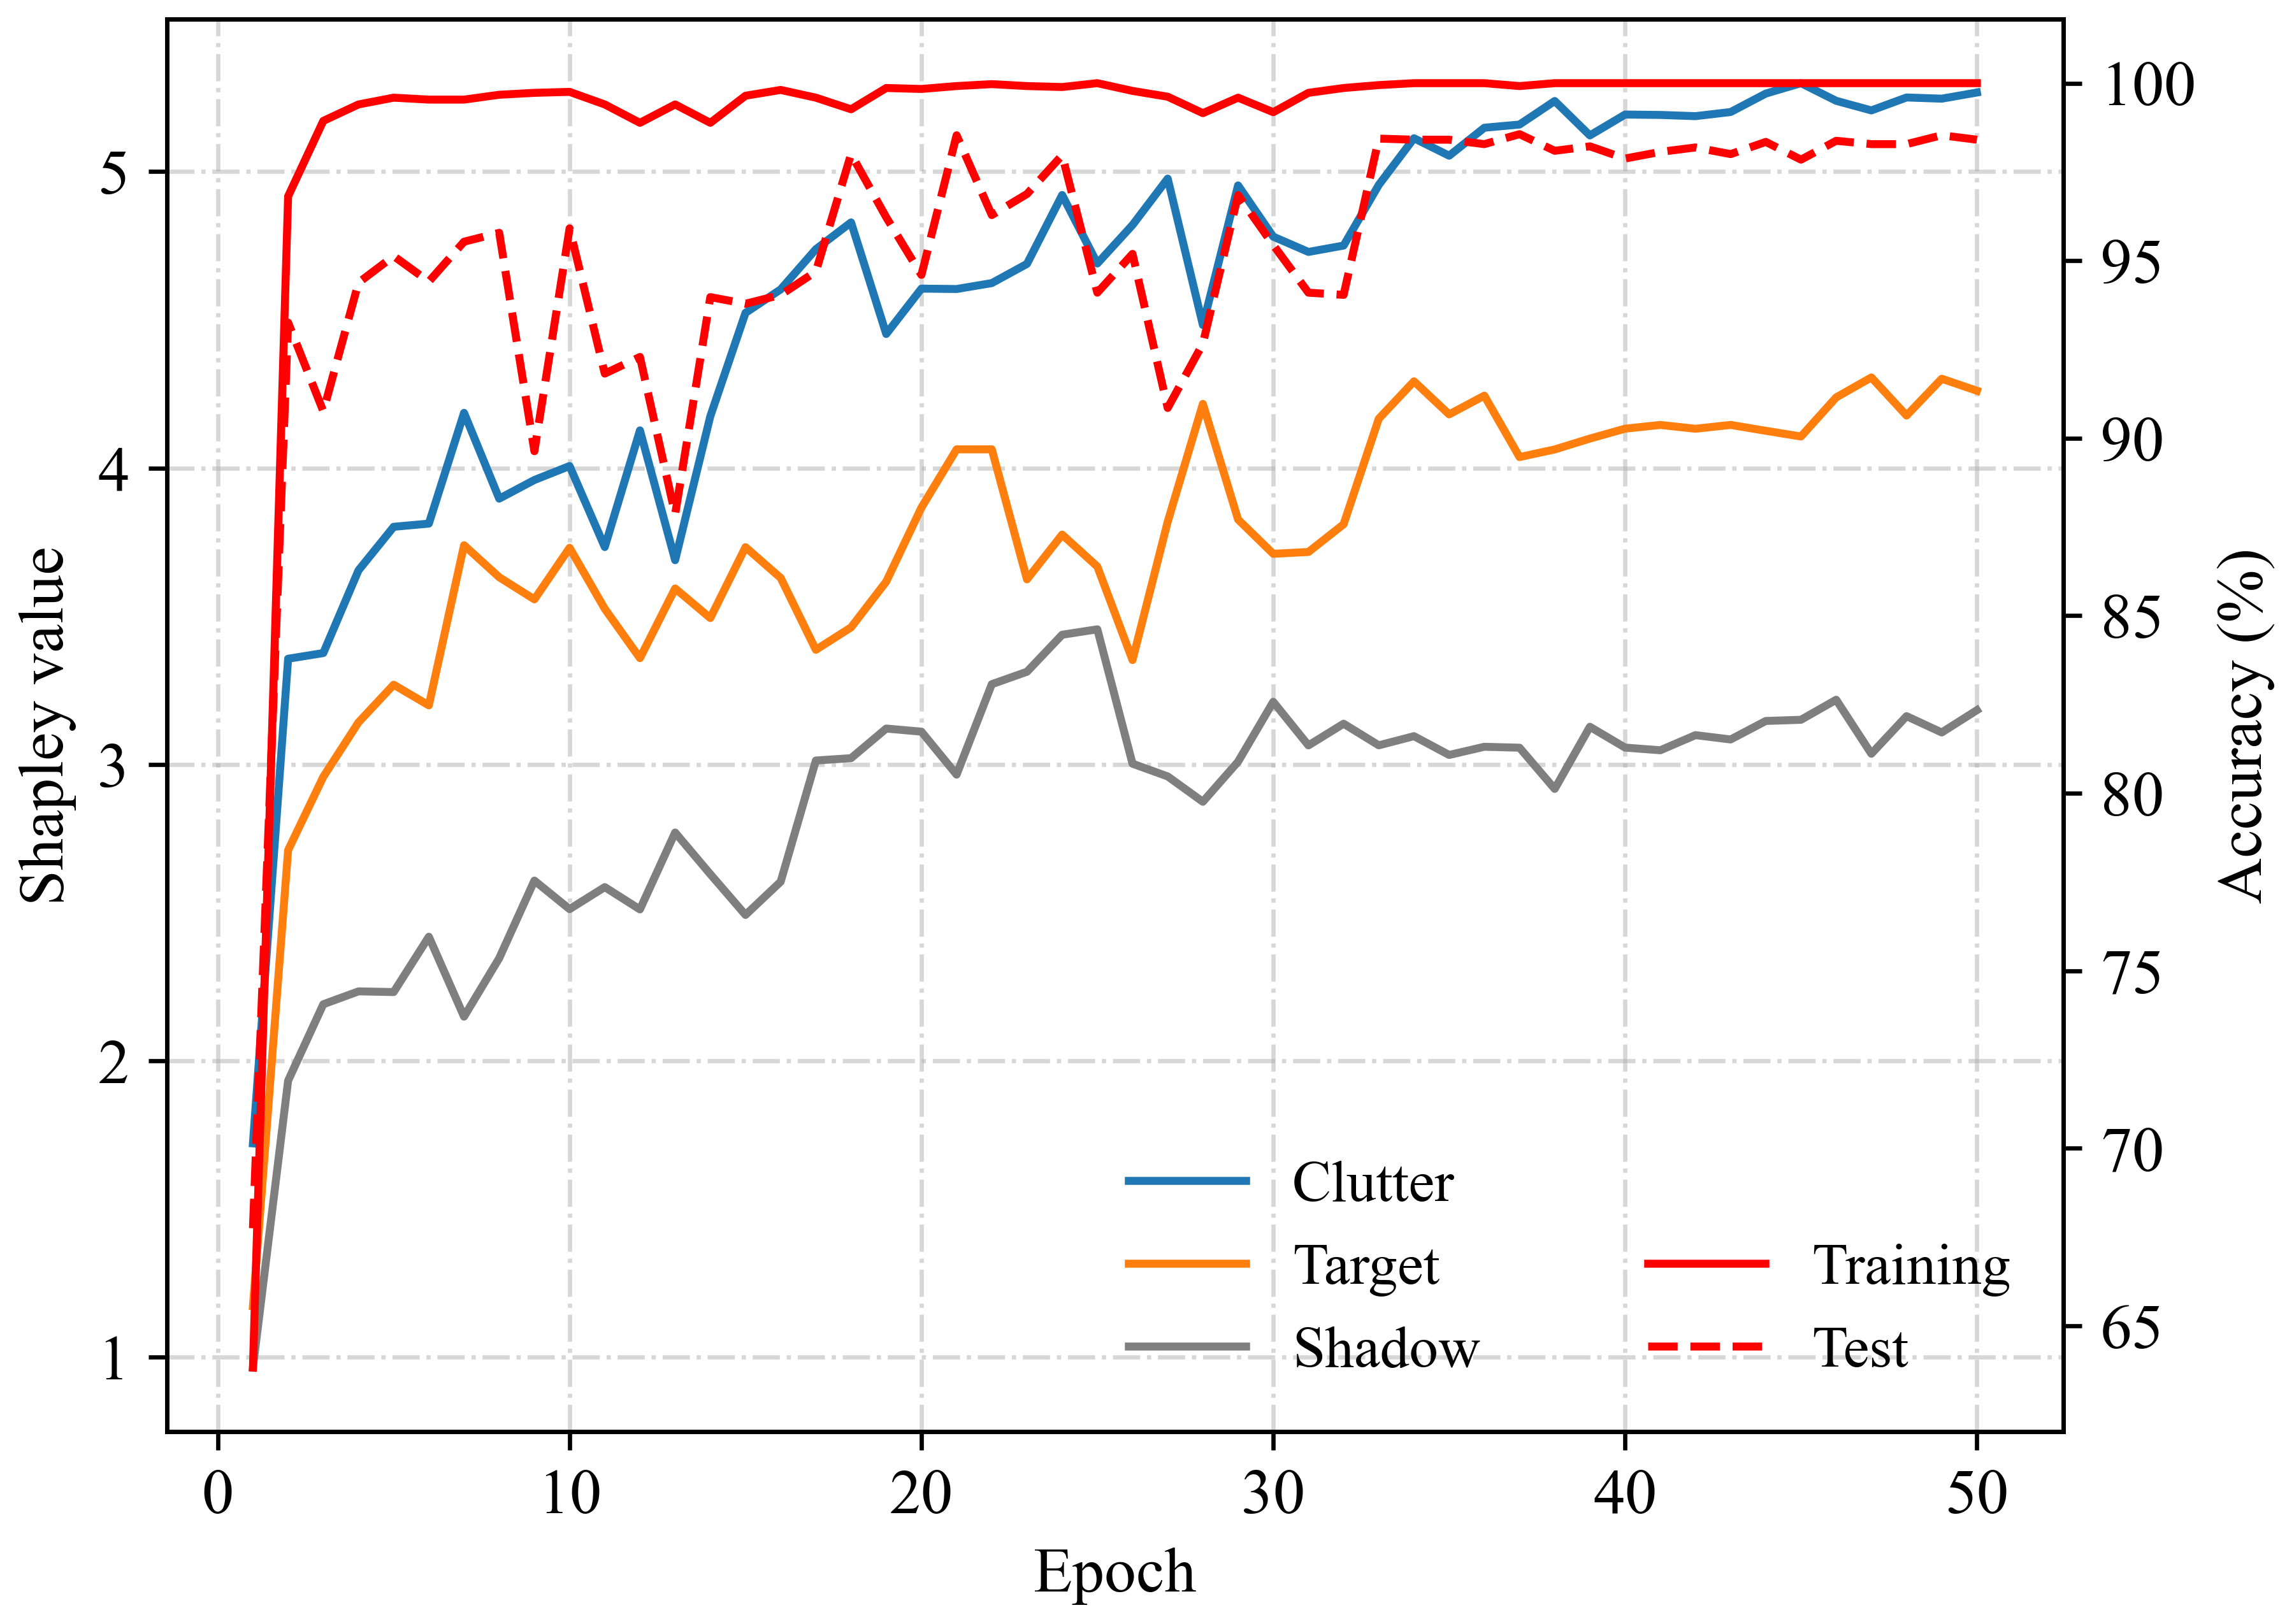 Shapley value
5
4
3
2
1
0 10 20 30 40 50
Epoch
100
95
90
85
80
75
70
65
Accuracy (%)
Clutter
Target
Shadow
Training
Test